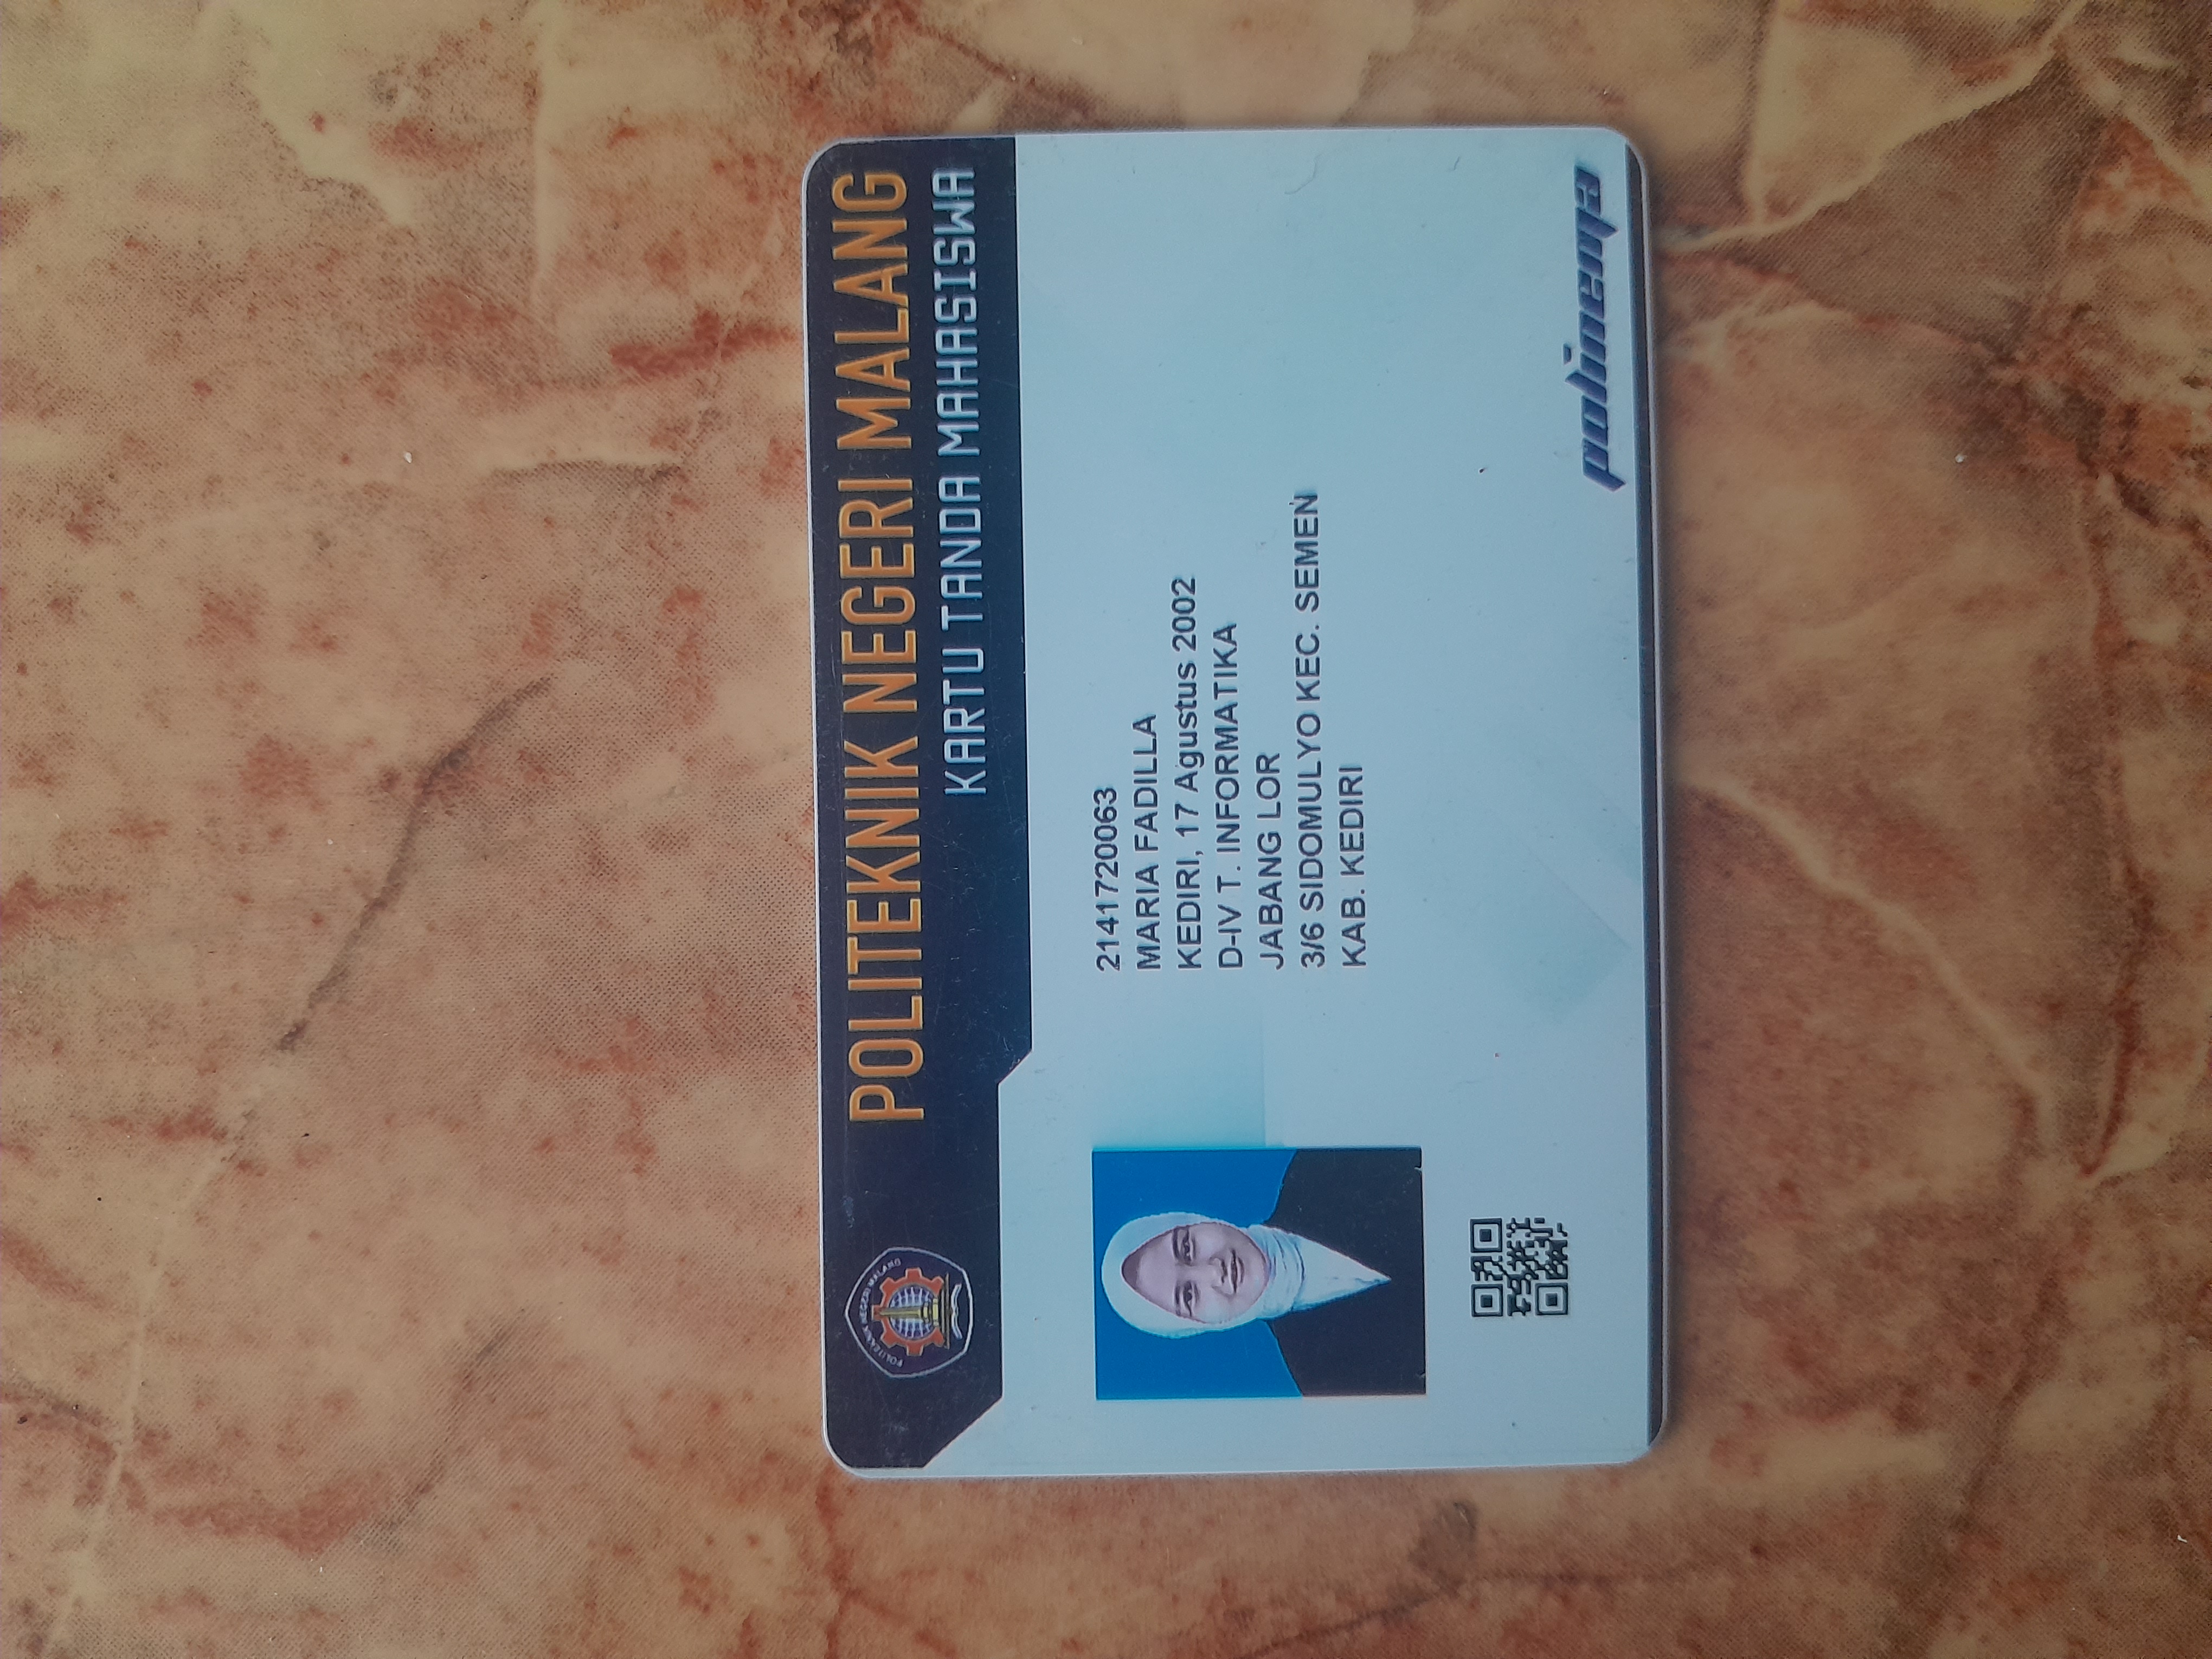 POLITEKNIK NEGERI MALANG
POLITEKNIK NEGERI MALANG
KARTU TANDA MAHASISWA
2141720063
MARIA FADILLA
KEDIRI, 17 Agustus 2002
D-IV T. INFORMATIKA
JABANG LOR
3/6 SIDOMULYO KEC. SEMEN
KAB. KEDIRI
polinema